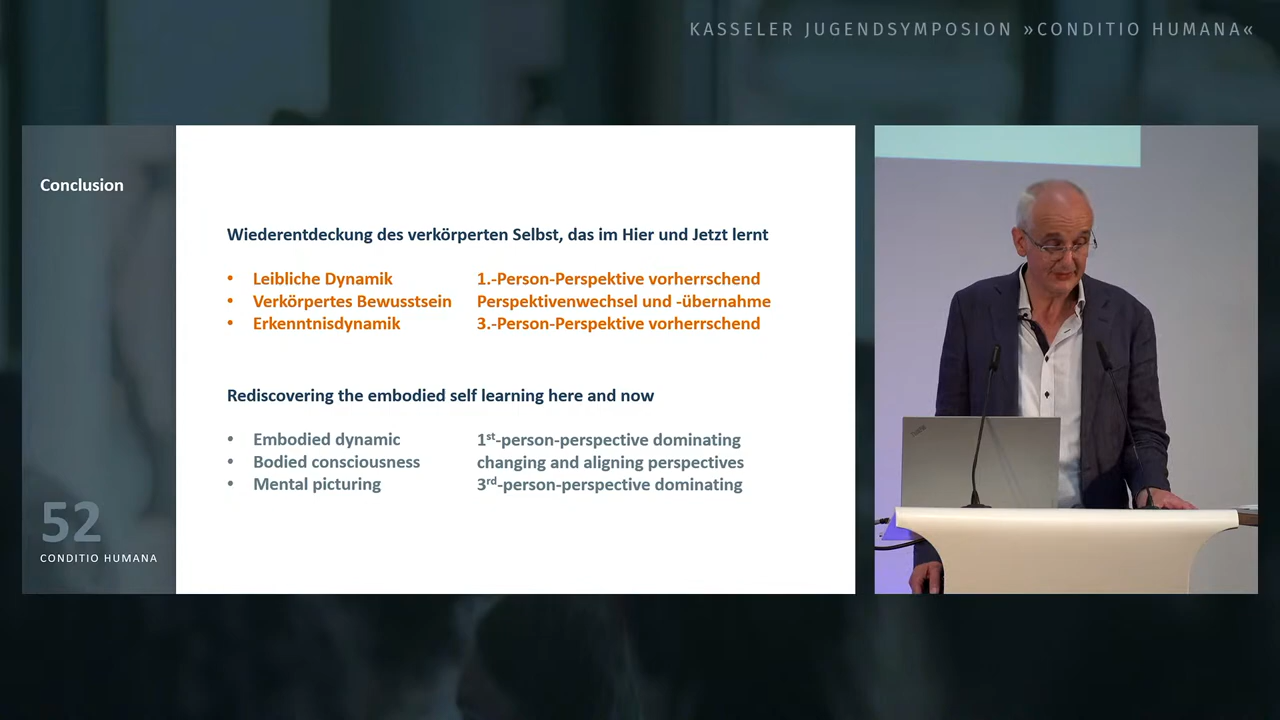 KASSELER JUGENDSYMPOSION »CONDITIO HUMANA«
Conclusion
Wiederentdeckung des verkörperten Selbst, das im Hier und Jetzt lernt
• Leibliche Dynamik 1.-Person-Perspektive vorherrschend
• Verkörpertes Bewusstsein Perspektivenwechsel und -übernahme
• Erkenntnisdynamik 3.-Person-Perspektive vorherrschend
Rediscovering the embodied self learning here and now
• Embodied dynamic 1st-person-perspective dominating
• Bodied consciousness changing and aligning perspectives
• Mental picturing 3rd-person-perspective dominating
52
CONDITIO HUMANA
ThinkPad